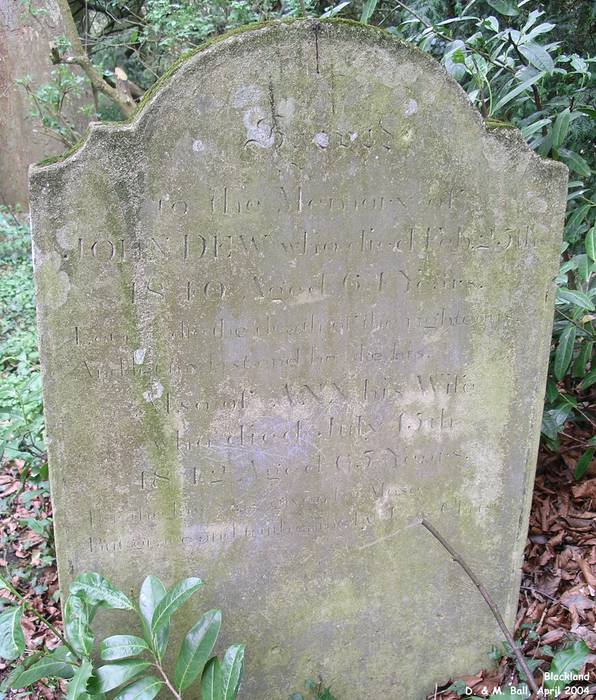 Sacred
to the Memory of
JOHN DEW who died Feb 25th
1840 Aged 64 Years.
Let me die the death of the righteous
And let my last end be like his.
Also of ANN his Wife
who died July 15th
1842 Aged 65 Years.
the
But
Blackland
D. & M. Ball, April 2004